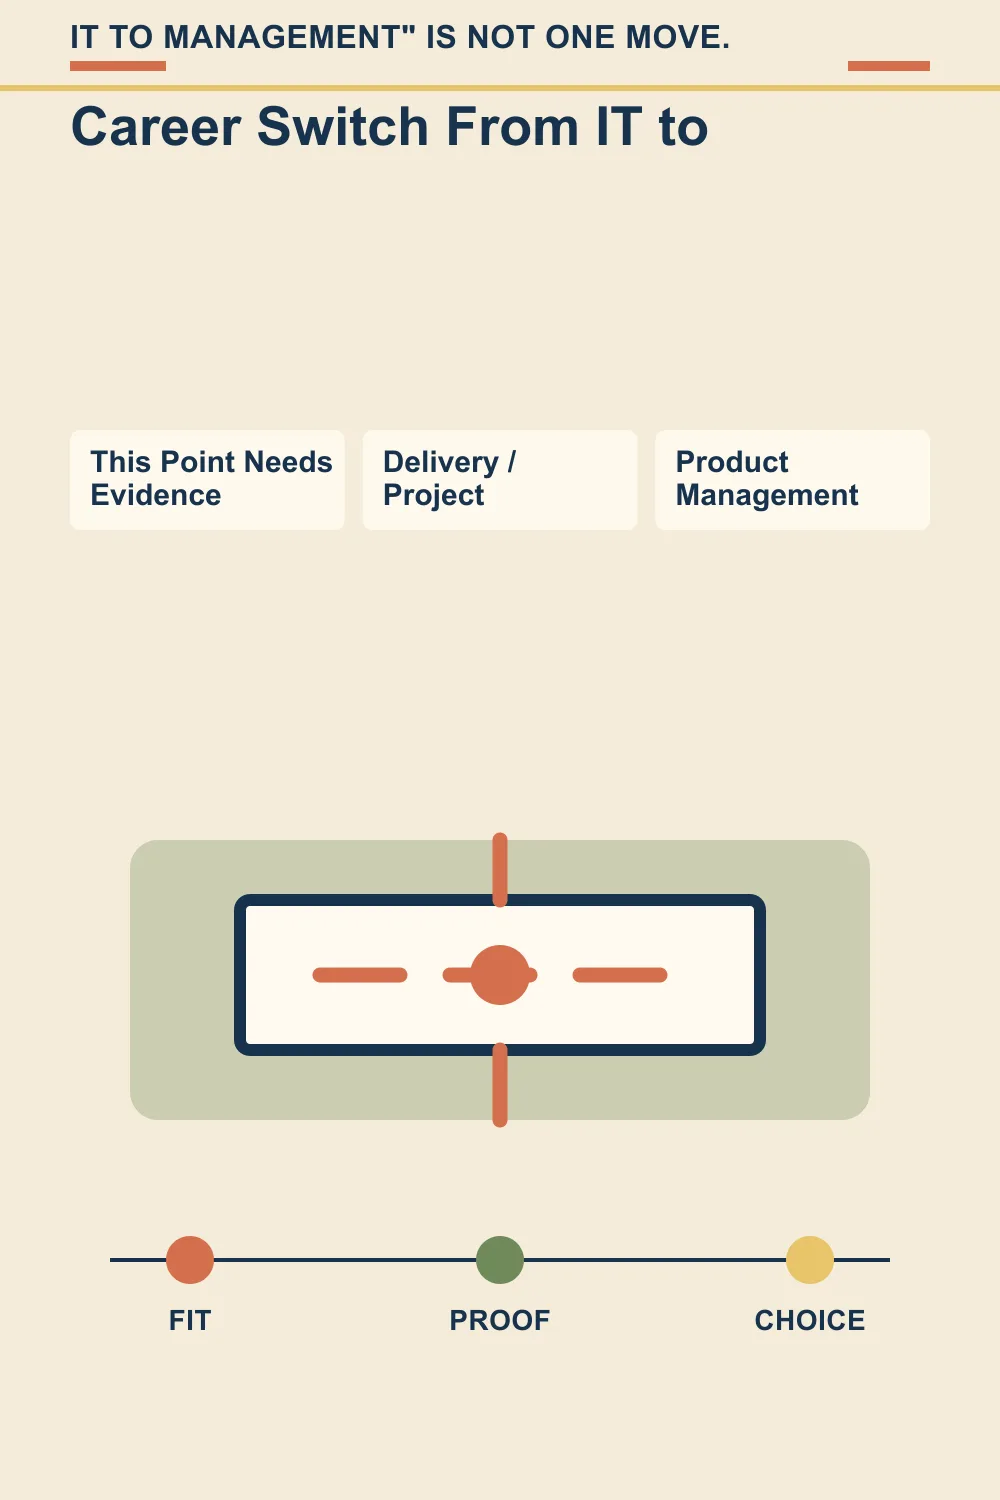 IT TO MANAGEMENT" IS NOT ONE MOVE.
Career Switch From IT to
This Point Needs
Evidence
Delivery /
Project
Product
Management
FIT
PROOF
CHOICE